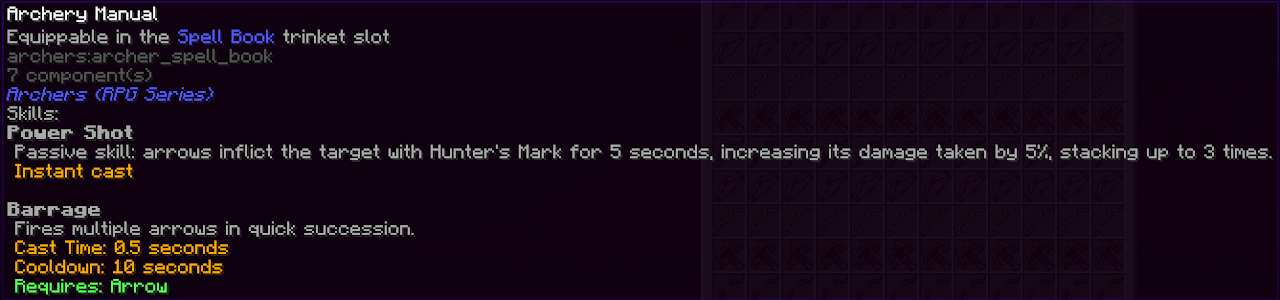 Archery Manual
Equippable in the Spell Book trinket slot
archers:archer_spell_book
7 component(s)
Archers (RPG Series)
Skills:
Power Shot
Passive skill: arrows inflict the target with Hunter's Mark for 5 seconds, increasing its damage taken by 5%, stacking up to 3 times.
Instant cast
Barrage
Fires multiple arrows in quick succession.
Cast Time: 0.5 seconds
Cooldown: 10 seconds
Requires: Arrow